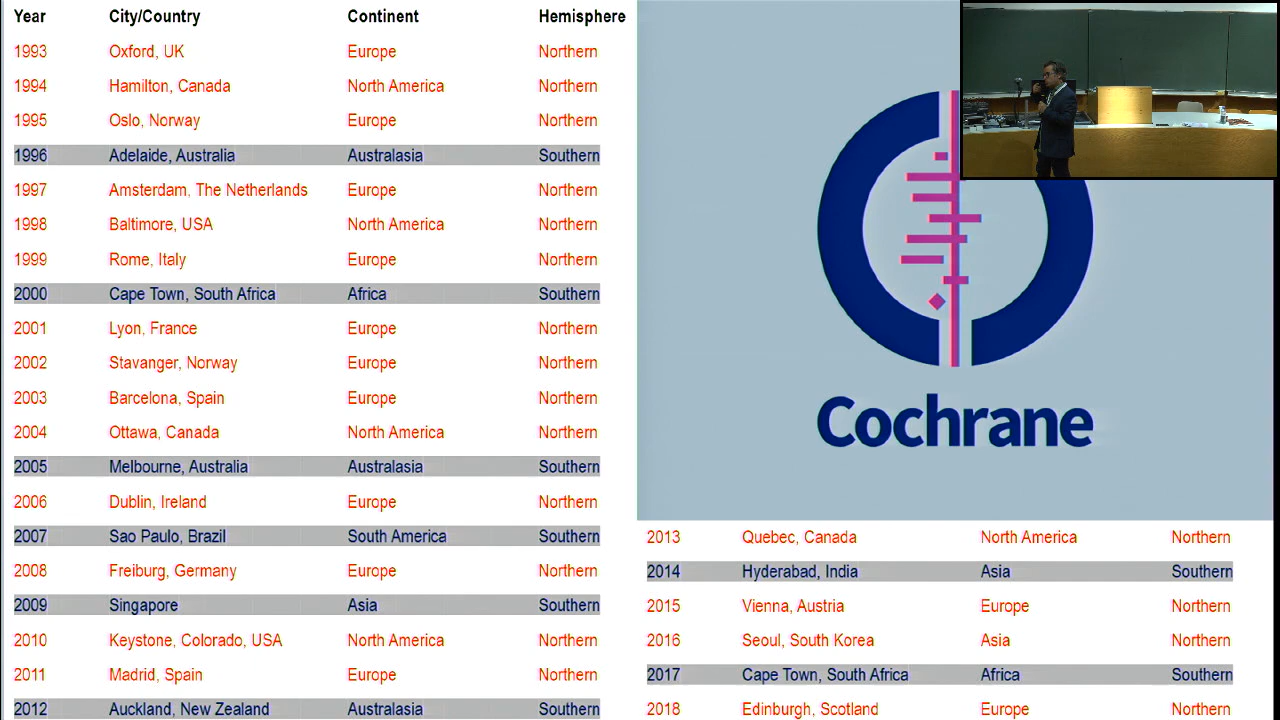 Year City/Country Continent Hemisphere
1993 Oxford, UK Europe Northern
1994 Hamilton, Canada North America Northern
1995 Oslo, Norway Europe Northern
1996 Adelaide, Australia Australasia Southern
1997 Amsterdam, The Netherlands Europe Northern
1998 Baltimore, USA North America Northern
1999 Rome, Italy Europe Northern
2000 Cape Town, South Africa Africa Southern
2001 Lyon, France Europe Northern
2002 Stavanger, Norway Europe Northern
2003 Barcelona, Spain Europe Northern
2004 Ottawa, Canada North America Northern
2005 Melbourne, Australia Australasia Southern
2006 Dublin, Ireland Europe Northern
2007 Sao Paulo, Brazil South America Southern
2008 Freiburg, Germany Europe Northern
2009 Singapore Asia Southern
2010 Keystone, Colorado, USA North America Northern
2011 Madrid, Spain Europe Northern
2012 Auckland, New Zealand Australasia Southern
Cochrane
2013 Quebec, Canada North America Northern
2014 Hyderabad, India Asia Southern
2015 Vienna, Austria Europe Northern
2016 Seoul, South Korea Asia Northern
2017 Cape Town, South Africa Africa Southern
2018 Edinburgh, Scotland Europe Northern